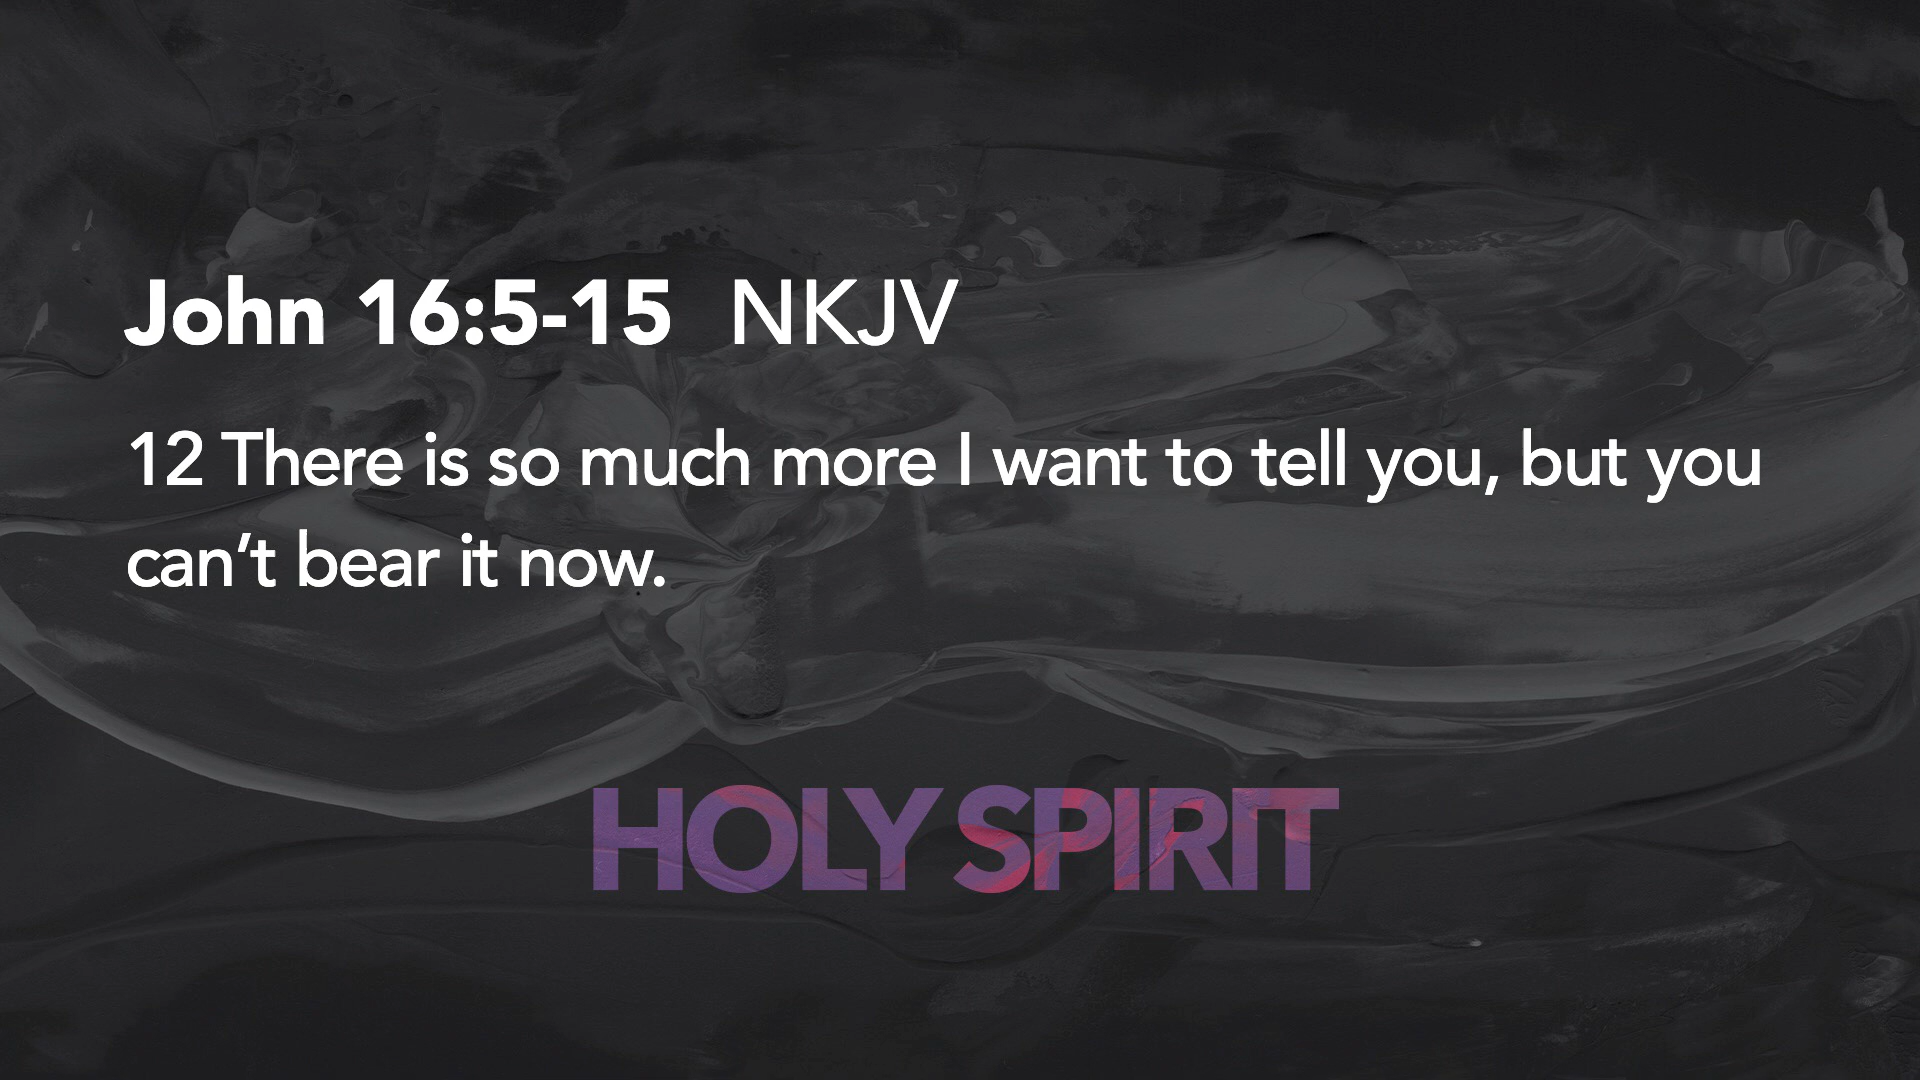 John 16:5-15 NKJV
12 There is so much more I want to tell you, but you
can’t bear it now.
HOLY SPIRIT